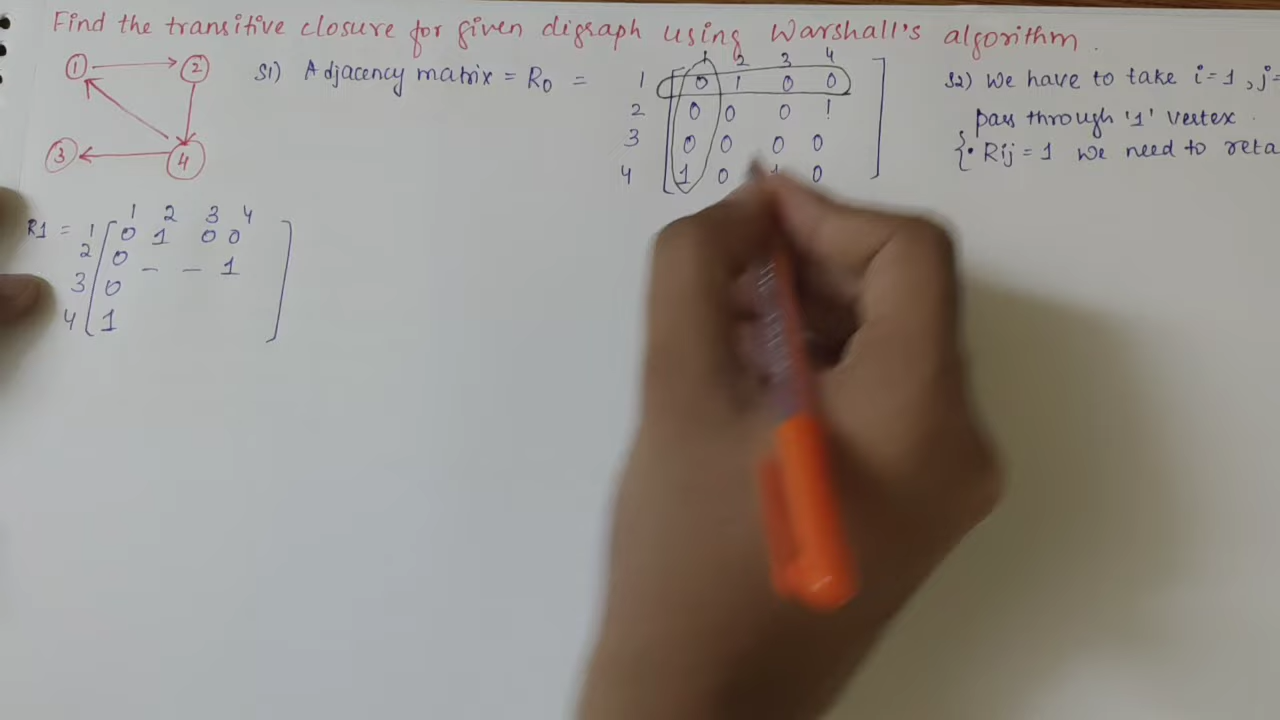 Find the transitive closure for given digraph using Warshall's algorithm.
1 2
3 4
S1) Adjacency matrix = R0 =
1 2 3 4
1 0 1 0 0
2 0 0 0 1
3 0 0 0 0
4 1 0 1 0
S2) We have to take i=1, j=
pass through '1' vertex.
{• Rij = 1 we need to reta
R1 =
1 2 3 4
1 0 1 0 0
2 0 – – 1
3 0
4 1